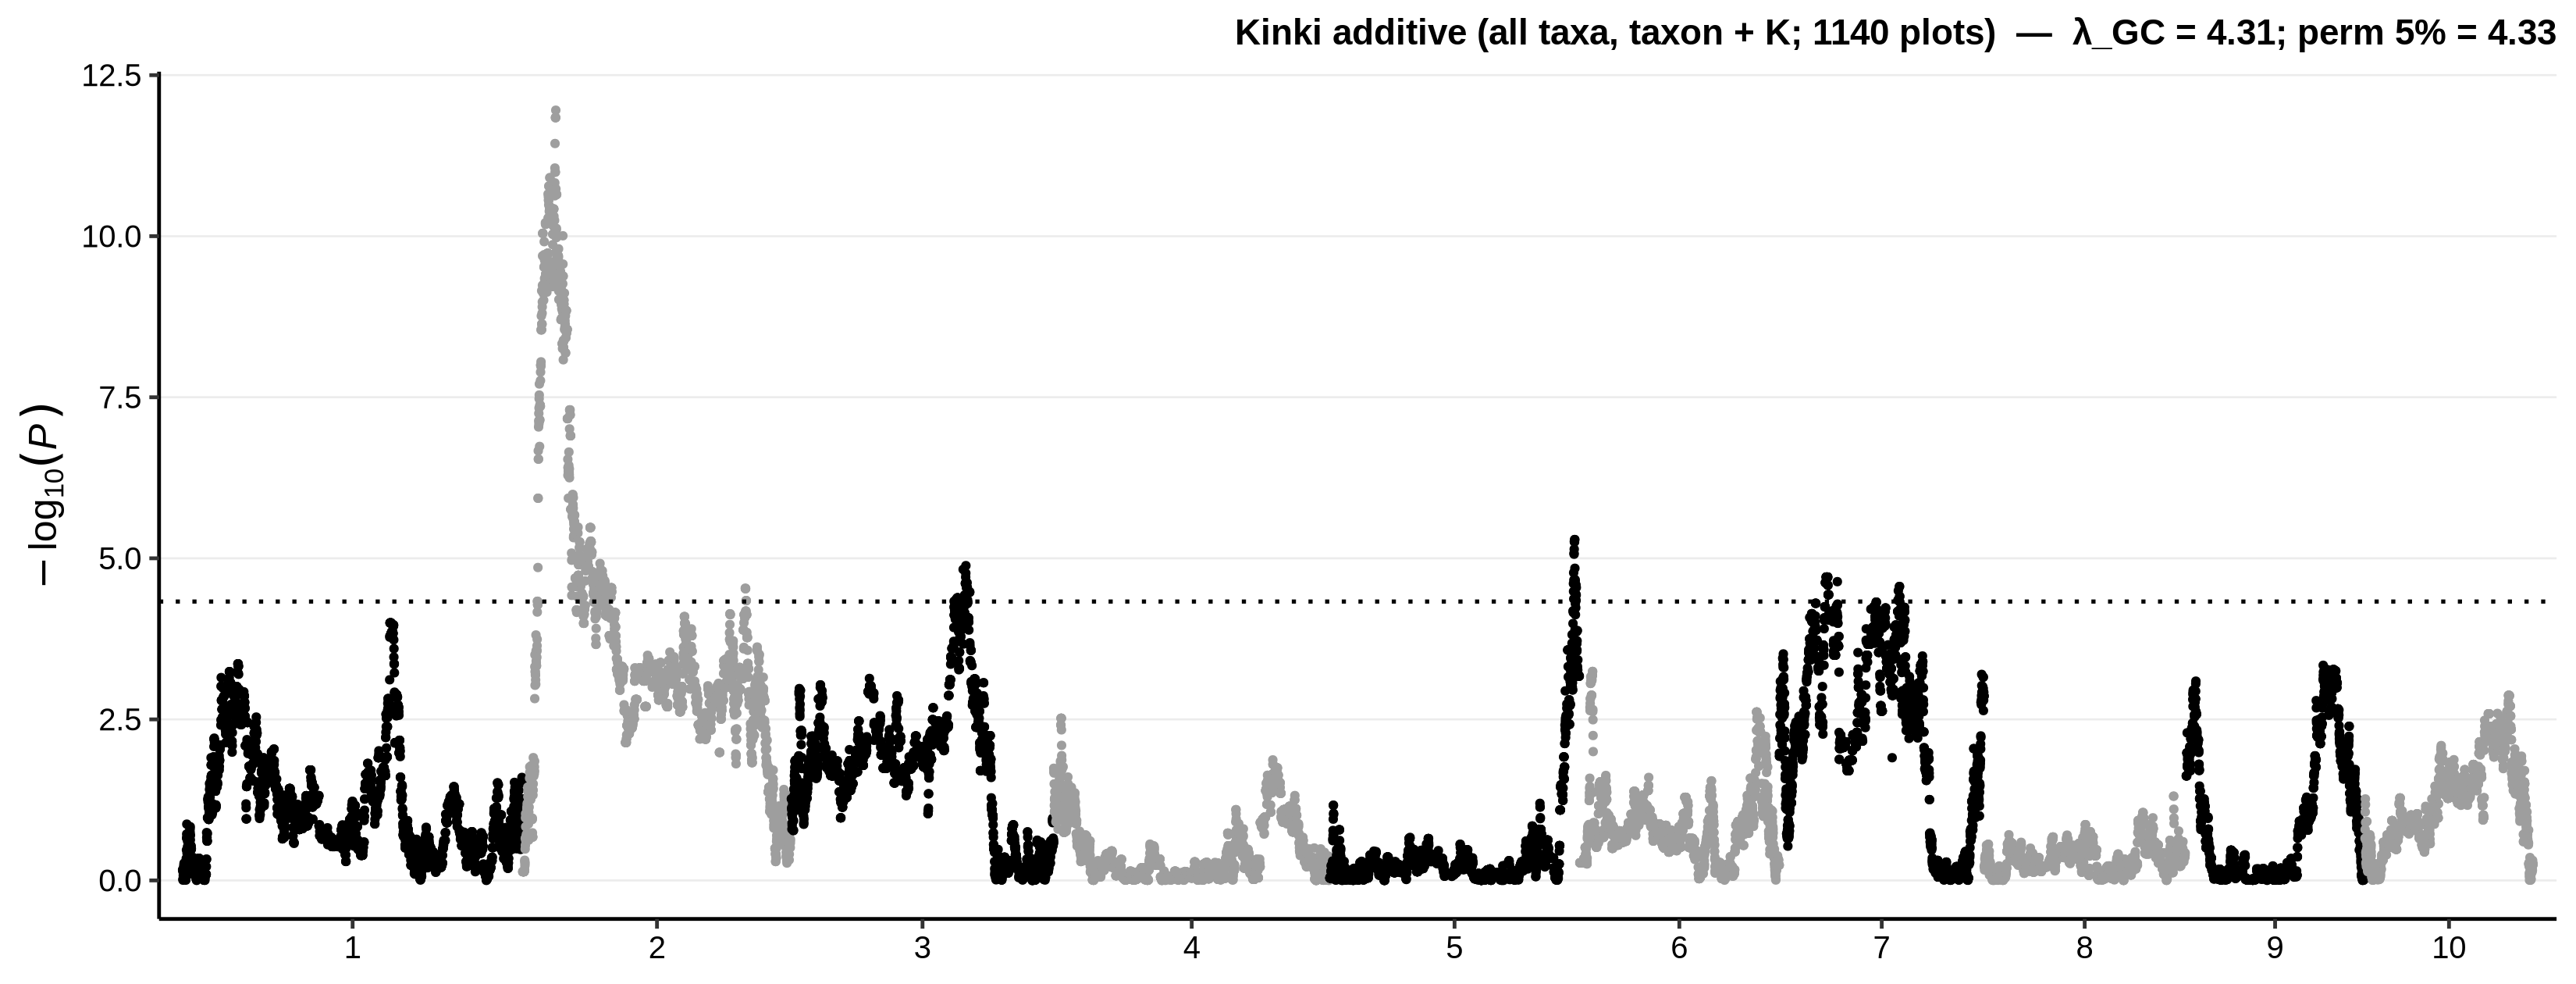 Kinki additive (all taxa, taxon + K; 1140 plots) — λ_GC = 4.31; perm 5% = 4.33
12.5
10.0
7.5
5.0
2.5
0.0
− log10(P)
1 2 3 4 5 6 7 8 9 10